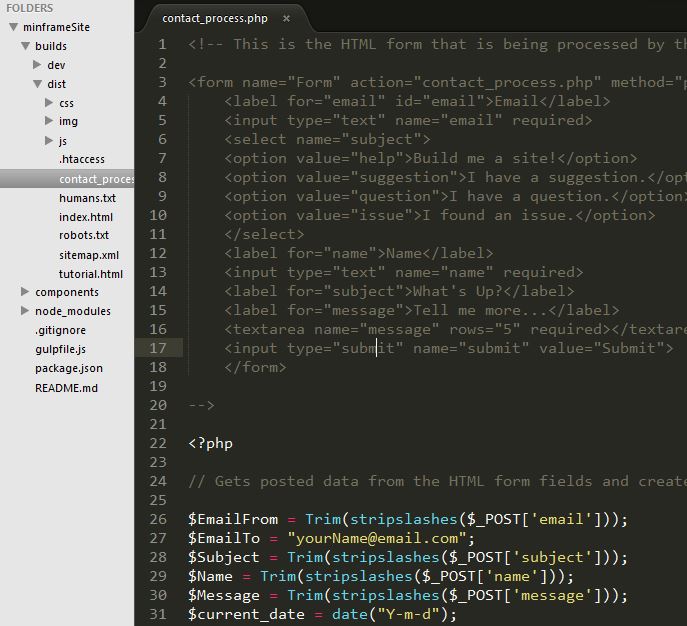 FOLDERS
minframeSite
builds
dev
dist
css
img
js
.htaccess
contact_proces
humans.txt
index.html
robots.txt
sitemap.xml
tutorial.html
components
node_modules
.gitignore
gulpfile.js
package.json
README.md
contact_process.php ×
1 <!-- This is the HTML form that is being processed by th
2
3 <form name="Form" action="contact_process.php" method="p
4 <label for="email" id="email">Email</label>
5 <input type="text" name="email" required>
6 <select name="subject">
7 <option value="help">Build me a site!</option>
8 <option value="suggestion">I have a suggestion.</opt
9 <option value="question">I have a question.</option>
10 <option value="issue">I found an issue.</option>
11 </select>
12 <label for="name">Name</label>
13 <input type="text" name="name" required>
14 <label for="subject">What's Up?</label>
15 <label for="message">Tell me more...</label>
16 <textarea name="message" rows="5" required></textare
17 <input type="submit" name="submit" value="Submit">
18 </form>
19
20 -->
21
22 <?php
23
24 // Gets posted data from the HTML form fields and create
25
26 $EmailFrom = Trim(stripslashes($_POST['email']));
27 $EmailTo = "yourName@email.com";
28 $Subject = Trim(stripslashes($_POST['subject']));
29 $Name = Trim(stripslashes($_POST['name']));
30 $Message = Trim(stripslashes($_POST['message']));
31 $current_date = date("Y-m-d");